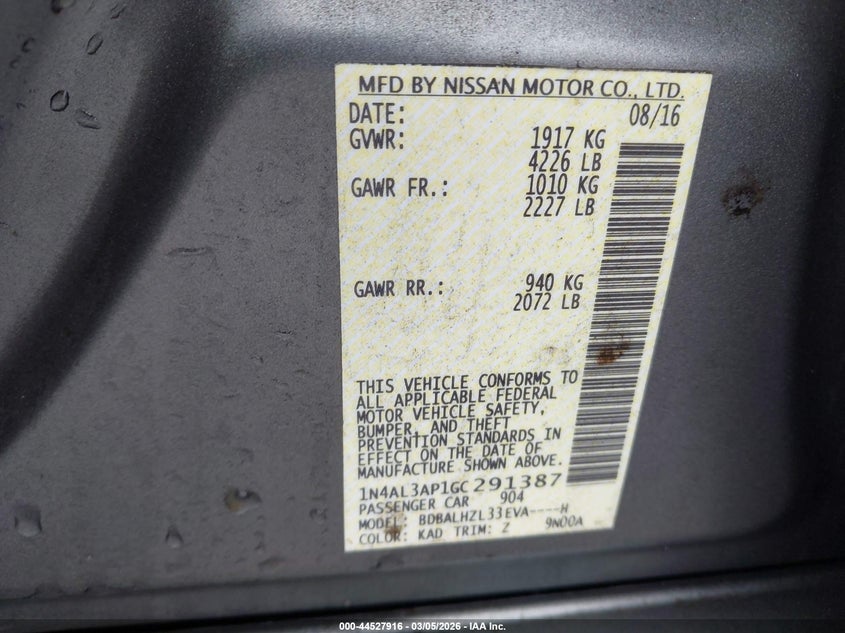 MFD BY NISSAN MOTOR CO., LTD.
DATE: 08/16
GVWR: 1917 KG
4226 LB
GAWR FR.: 1010 KG
2227 LB
GAWR RR.: 940 KG
2072 LB
THIS VEHICLE CONFORMS TO
ALL APPLICABLE FEDERAL
MOTOR VEHICLE SAFETY,
BUMPER, AND THEFT
PREVENTION STANDARDS IN
EFFECT ON THE DATE OF
MANUFACTURE SHOWN ABOVE.
1N4AL3AP1GC291387
PASSENGER CAR 904
MODEL: BDBALHZL33EVA----H
COLOR: KAD TRIM: Z 9N00A
000-44527916 - 03/05/2026 - IAA Inc.